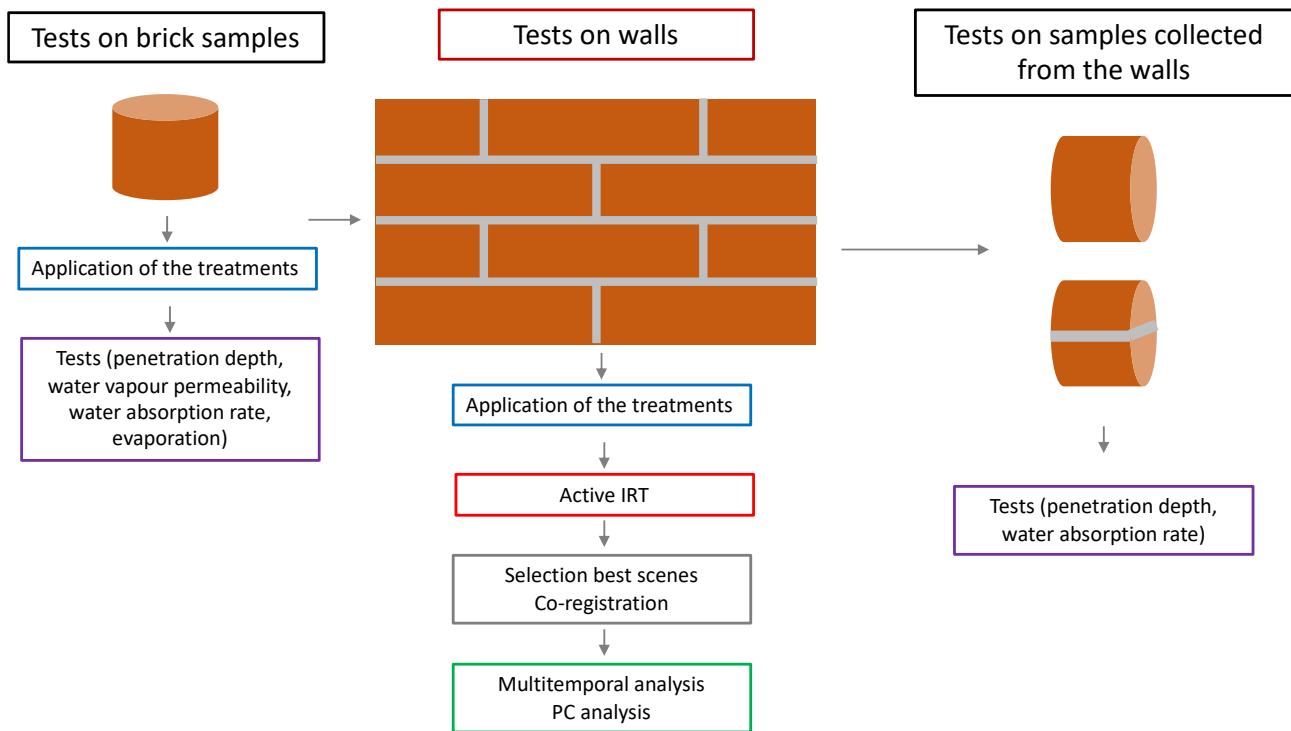 Tests on brick samples
Application of the treatments
Tests (penetration depth,
water vapour permeability,
water absorption rate,
evaporation)
Tests on walls
Application of the treatments
Active IRT
Selection best scenes
Co-registration
Multitemporal analysis
PC analysis
Tests on samples collected
from the walls
Tests (penetration depth,
water absorption rate)